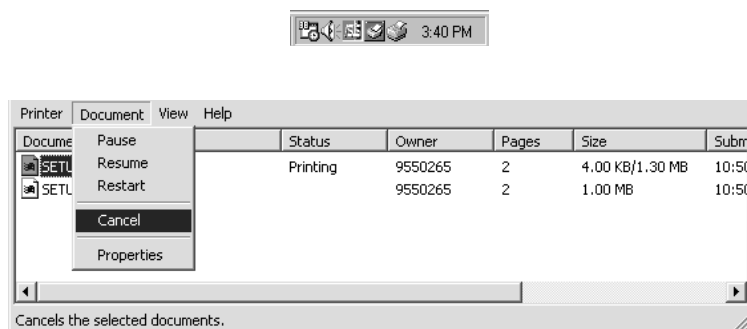 3:40 PM
Printer Document View Help
Docume Status Owner Pages Size Subm
SETU Printing 9550265 2 4.00 KB/1.30 MB 10:50
SETU 9550265 2 1.00 MB 10:50
Pause
Resume
Restart
Cancel
Properties
Cancels the selected documents.